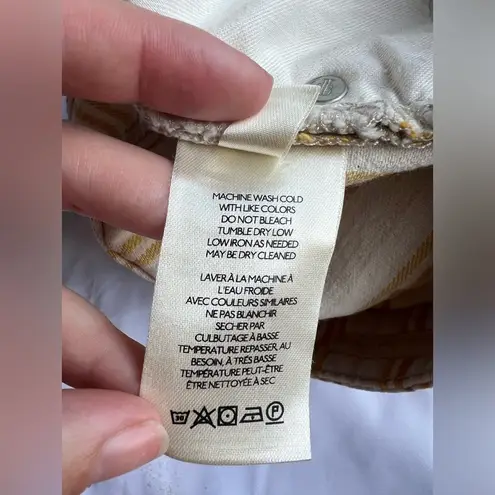 MACHINE WASH COLD
WITH LIKE COLORS
DO NOT BLEACH
TUMBLE DRY LOW
LOW IRON AS NEEDED
MAY BE DRY CLEANED
LAVER À LA MACHINE À
L'EAU FROIDE
AVEC COULEURS SIMILAIRES
NE PAS BLANCHIR
SECHER PAR
CULBUTAGE À BASSE
TEMPERATURE REPASSER, AU
BESOIN, À TRÈS BASSE
TEMPÉRATURE PEUT-ÊTRE
ÊTRE NETTOYÉE À SEC
30